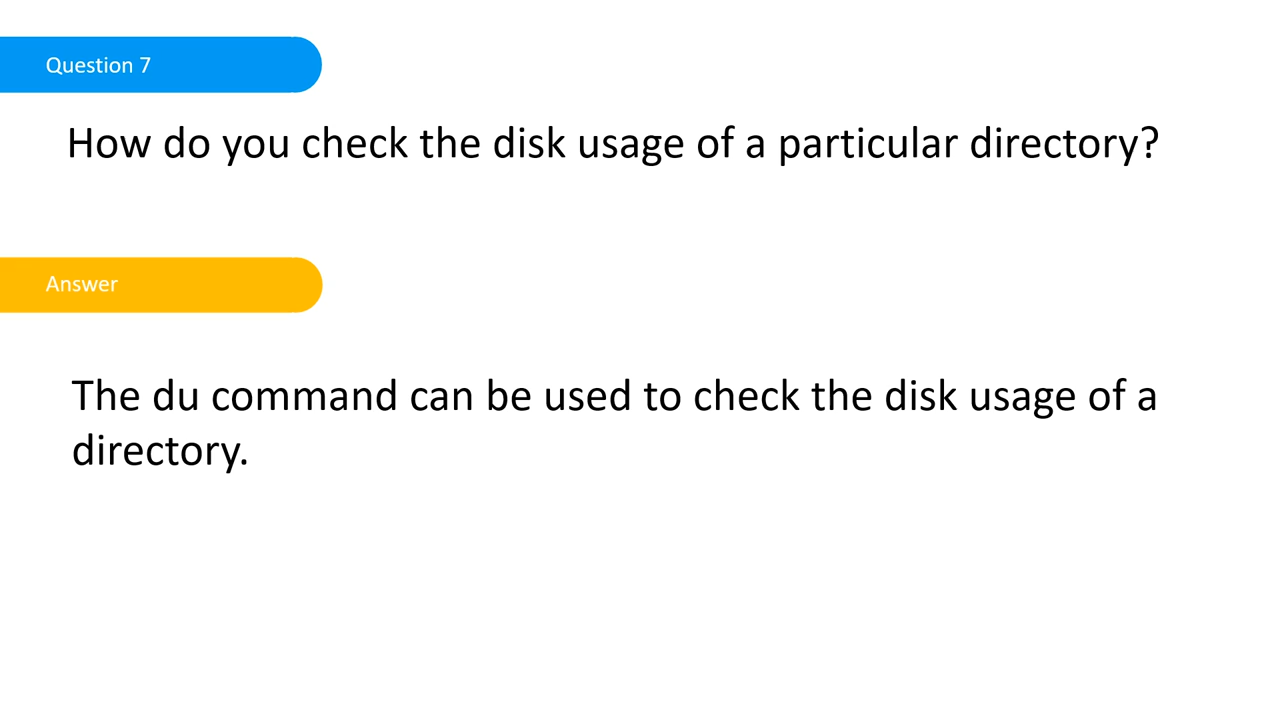 Question 7
How do you check the disk usage of a particular directory?
Answer
The du command can be used to check the disk usage of a
directory.